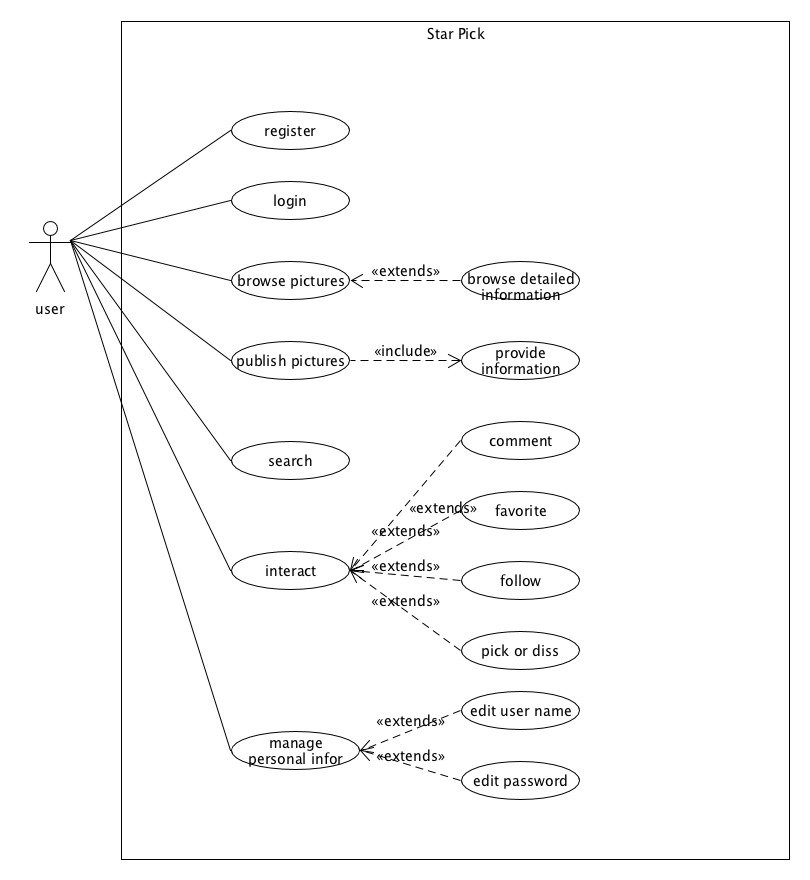 Star Pick
register
login
user
browse pictures
«extends»
browse detailed
information
publish pictures
«include»
provide
information
search
comment
«extends»
favorite
«extends»
interact
«extends»
follow
«extends»
pick or diss
manage
personal infor
«extends»
edit user name
«extends»
edit password